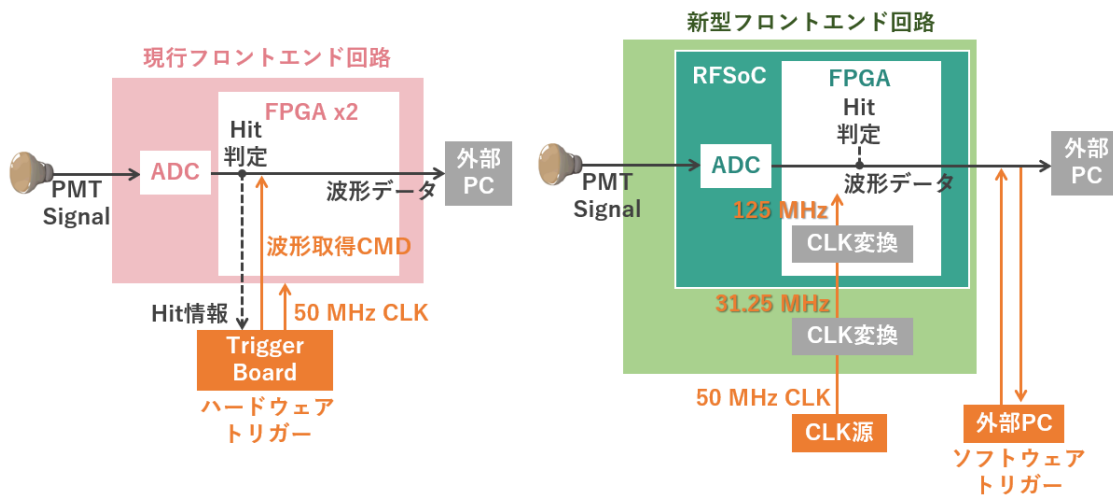 現行フロントエンド回路
FPGA x2
Hit
判定
ADC
PMT
Signal
波形データ
外部
PC
波形取得CMD
Hit情報
50 MHz CLK
Trigger
Board
ハードウェア
トリガー
新型フロントエンド回路
RFSoC
FPGA
Hit
判定
ADC
PMT
Signal
波形データ
外部
PC
125 MHz
CLK変換
31.25 MHz
CLK変換
50 MHz CLK
CLK源
外部PC
ソフトウェア
トリガー